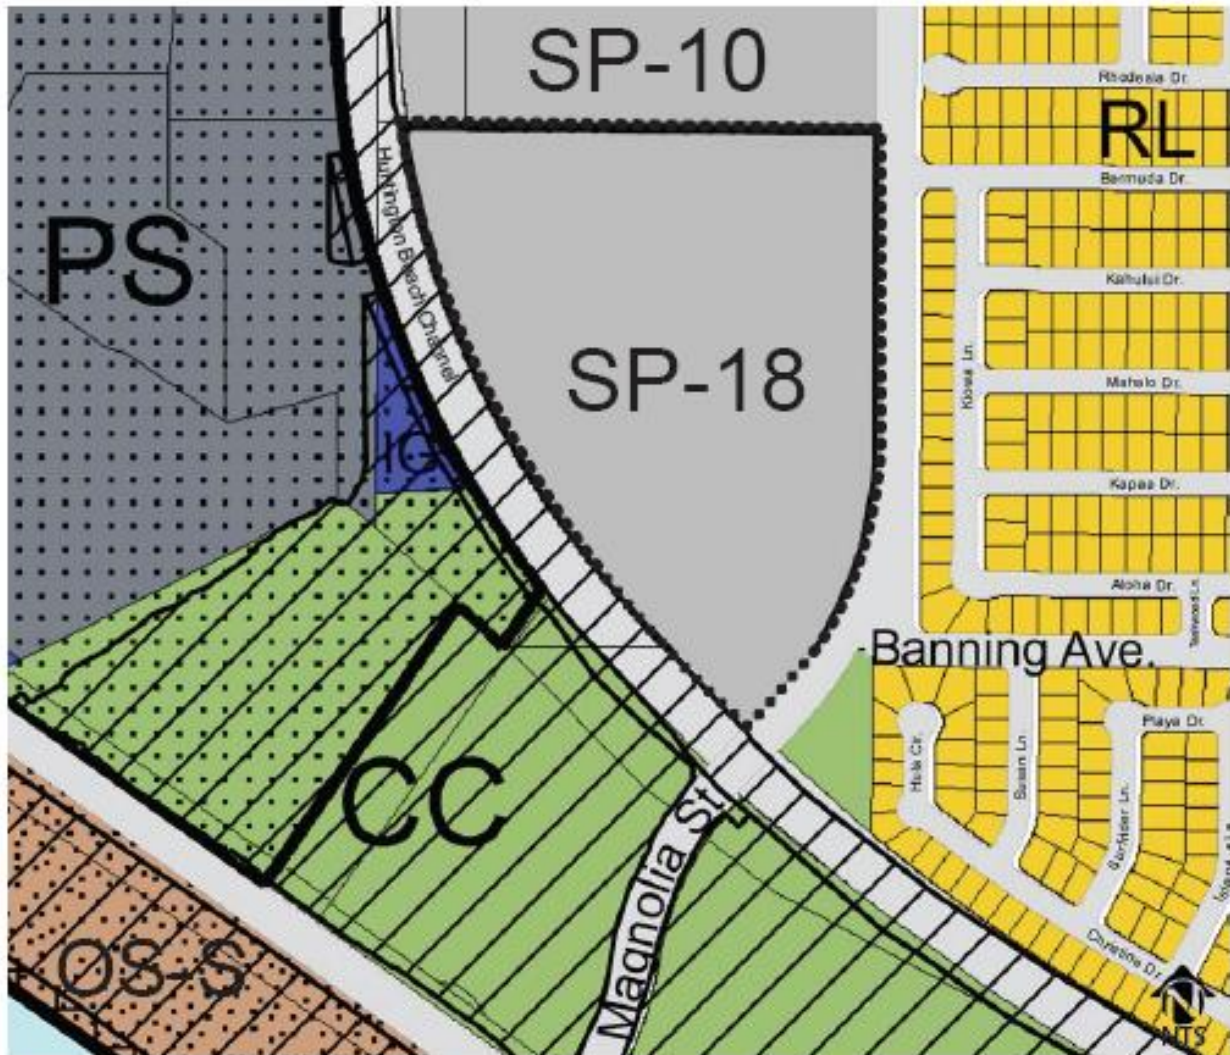 SP-10
Rhodesia Dr.
RL
Bermuda Dr.
Huntington Beach Channel
PS
Kahului Dr.
SP-18
Kiowa Ln.
Mahalo Dr.
IG
Kapaa Dr.
Aloha Dr.
Banning Ave.
Playa Dr.
Hula Cir.
Susan Ln.
Surfrider Ln.
CC
Magnolia St
Christine Dr.
OS-S
N
NTS